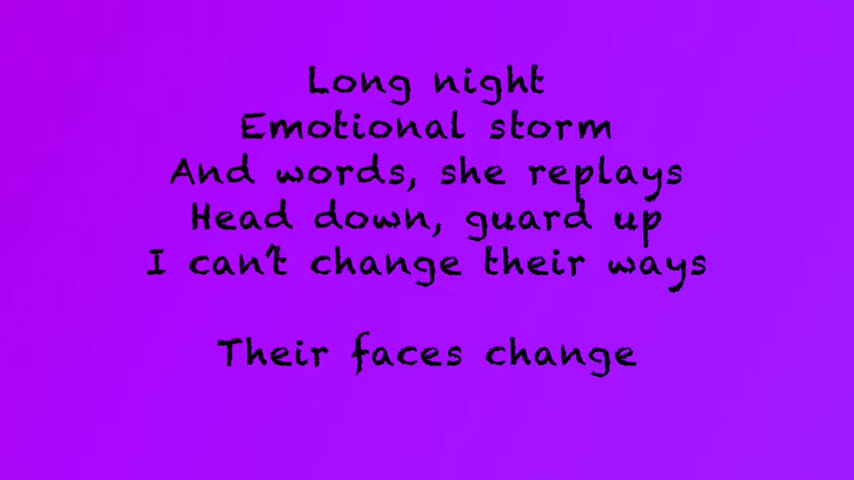 Long night
Emotional storm
And words, she replays
Head down, guard up
I can't change their ways
Their faces change